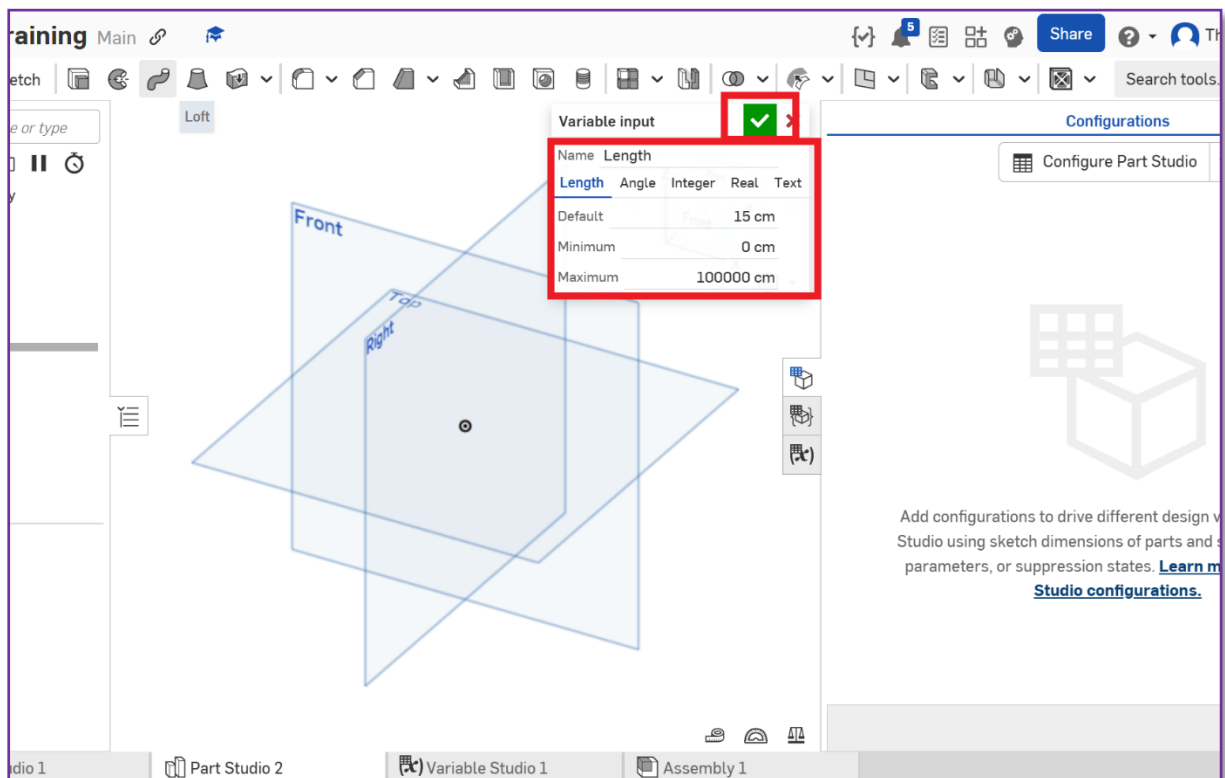 raining Main
5
Share
Th
etch
Search tools.
e or type
Loft
y
Variable input
Name Length
Length Angle Integer Real Text
Default 15 cm
Minimum 0 cm
Maximum 100000 cm
Configurations
Configure Part Studio
Front
Top
Right
(x)
Add configurations to drive different design v
Studio using sketch dimensions of parts and s
parameters, or suppression states. Learn m
Studio configurations.
dio 1
Part Studio 2
Variable Studio 1
Assembly 1